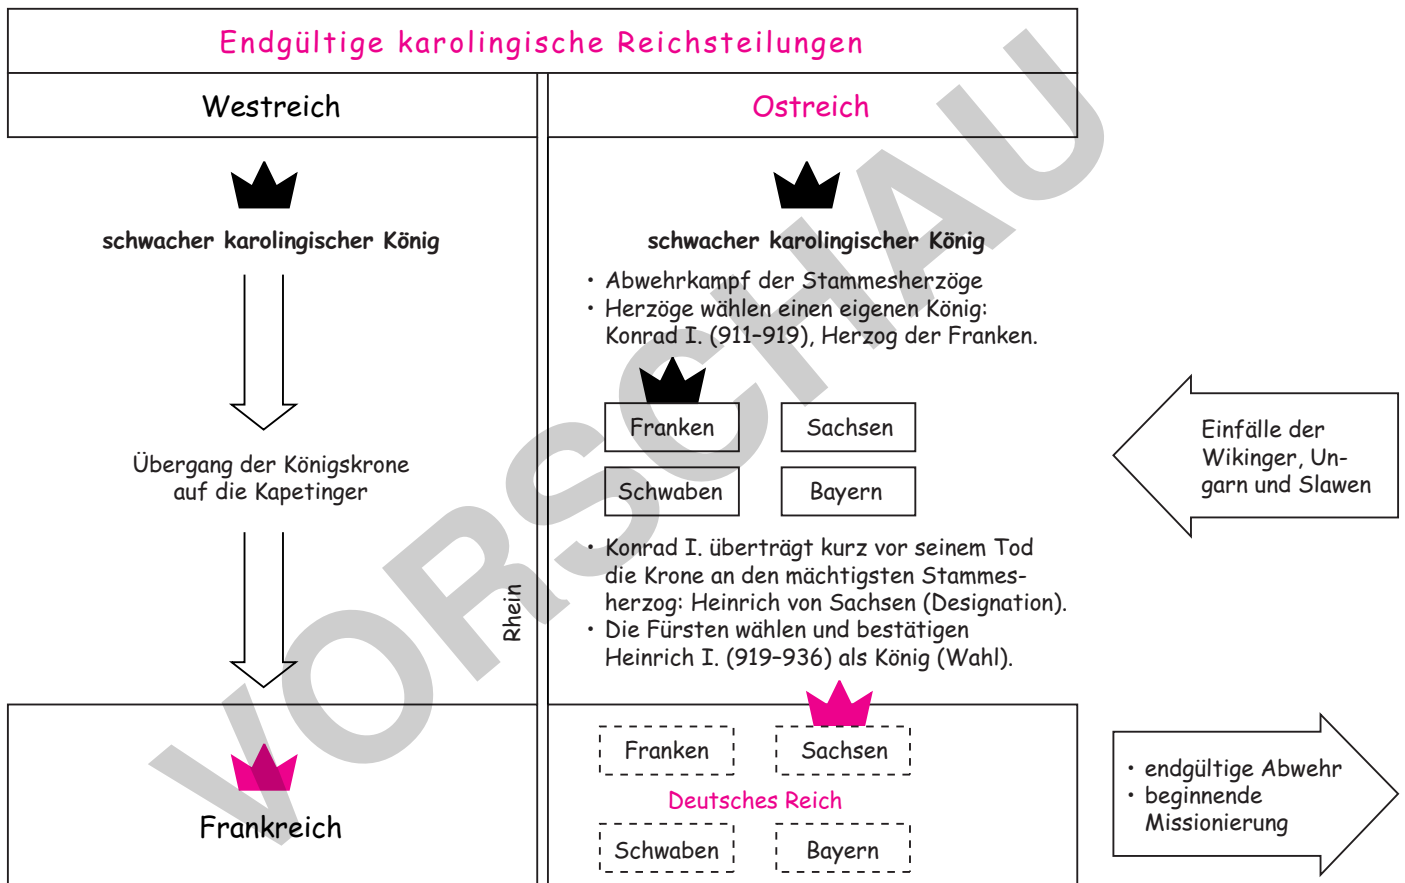 Endgültige karolingische Reichsteilungen
Westreich
Ostreich
schwacher karolingischer König
schwacher karolingischer König
• Abwehrkampf der Stammesherzöge
• Herzöge wählen einen eigenen König:
Konrad I. (911–919), Herzog der Franken.
Franken
Sachsen
Schwaben
Bayern
Einfälle der
Wikinger, Un-
garn und Slawen
Übergang der Königskrone
auf die Kapetinger
• Konrad I. überträgt kurz vor seinem Tod
die Krone an den mächtigsten Stammes-
herzog: Heinrich von Sachsen (Designation).
• Die Fürsten wählen und bestätigen
Heinrich I. (919–936) als König (Wahl).
Rhein
Frankreich
Franken
Sachsen
Deutsches Reich
Schwaben
Bayern
• endgültige Abwehr
• beginnende
Missionierung
VORSCHAU